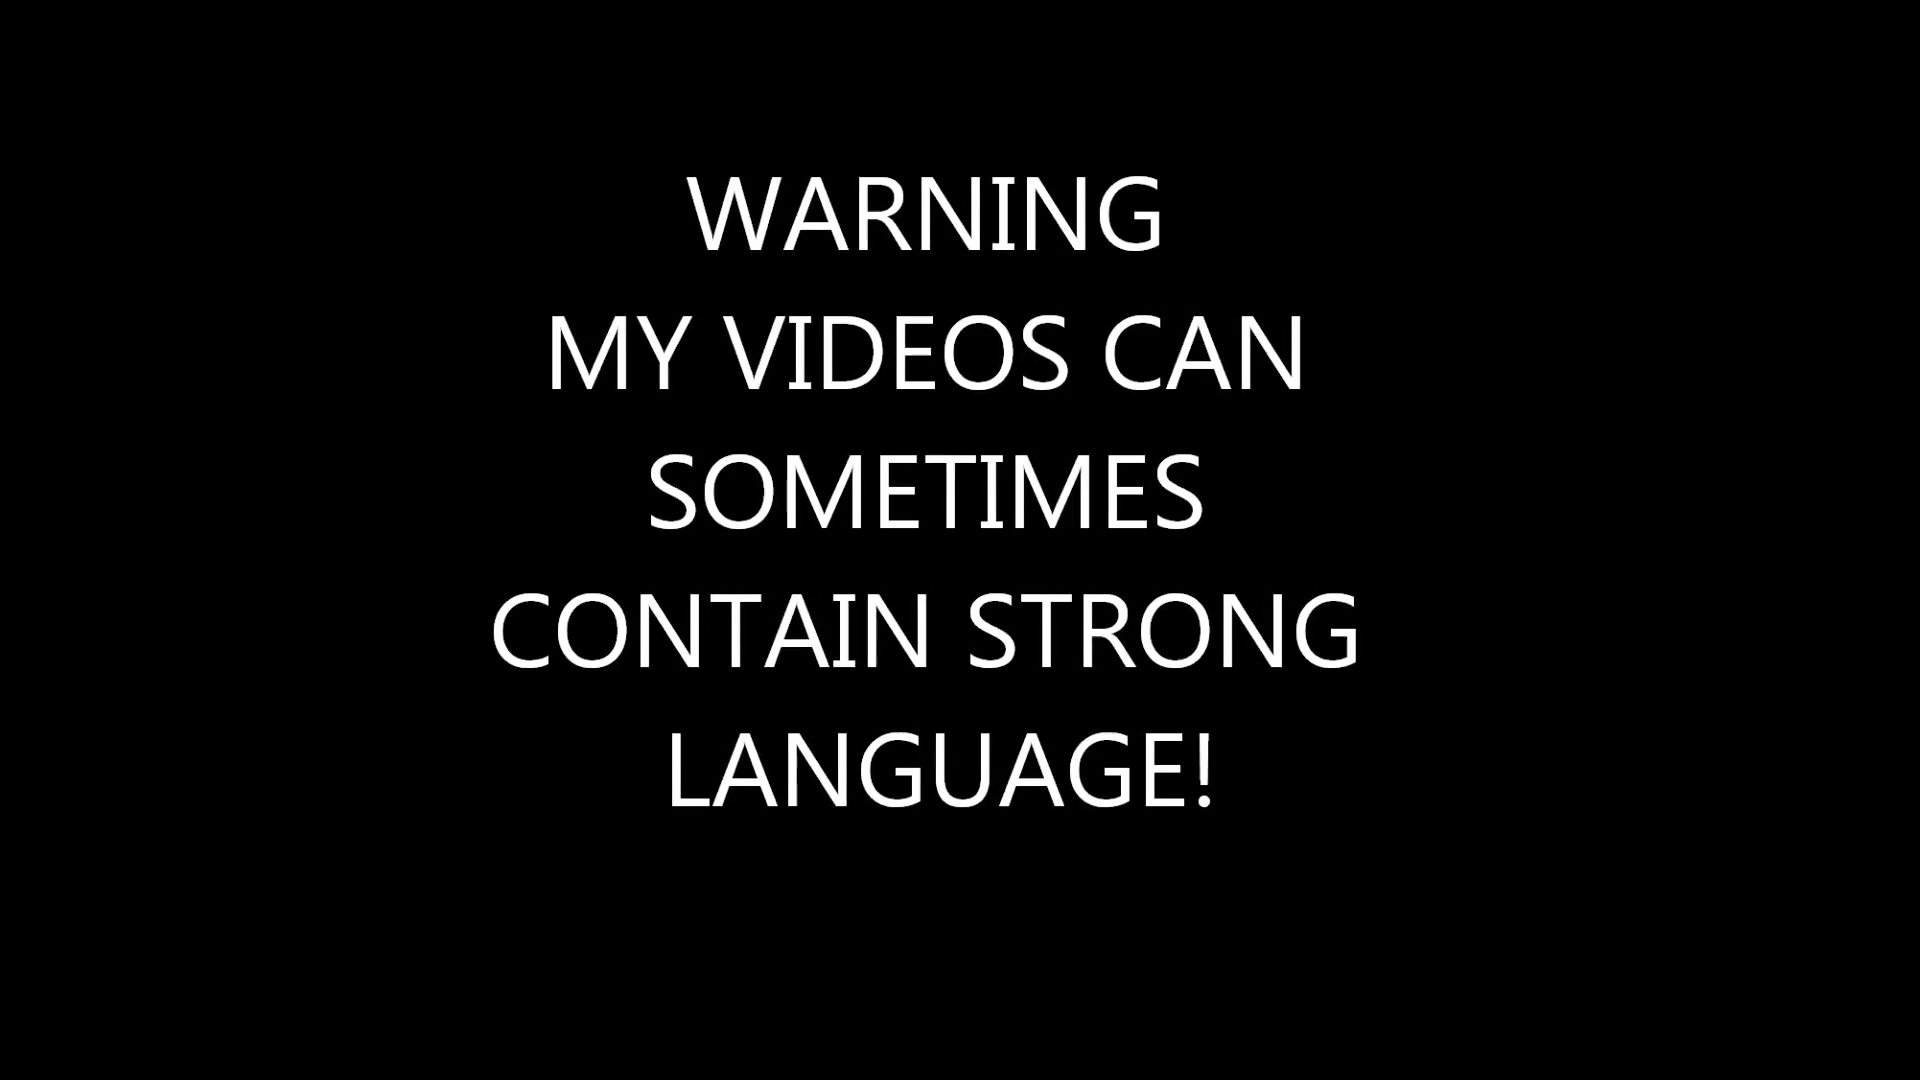 WARNING
MY VIDEOS CAN
SOMETIMES
CONTAIN STRONG
LANGUAGE!